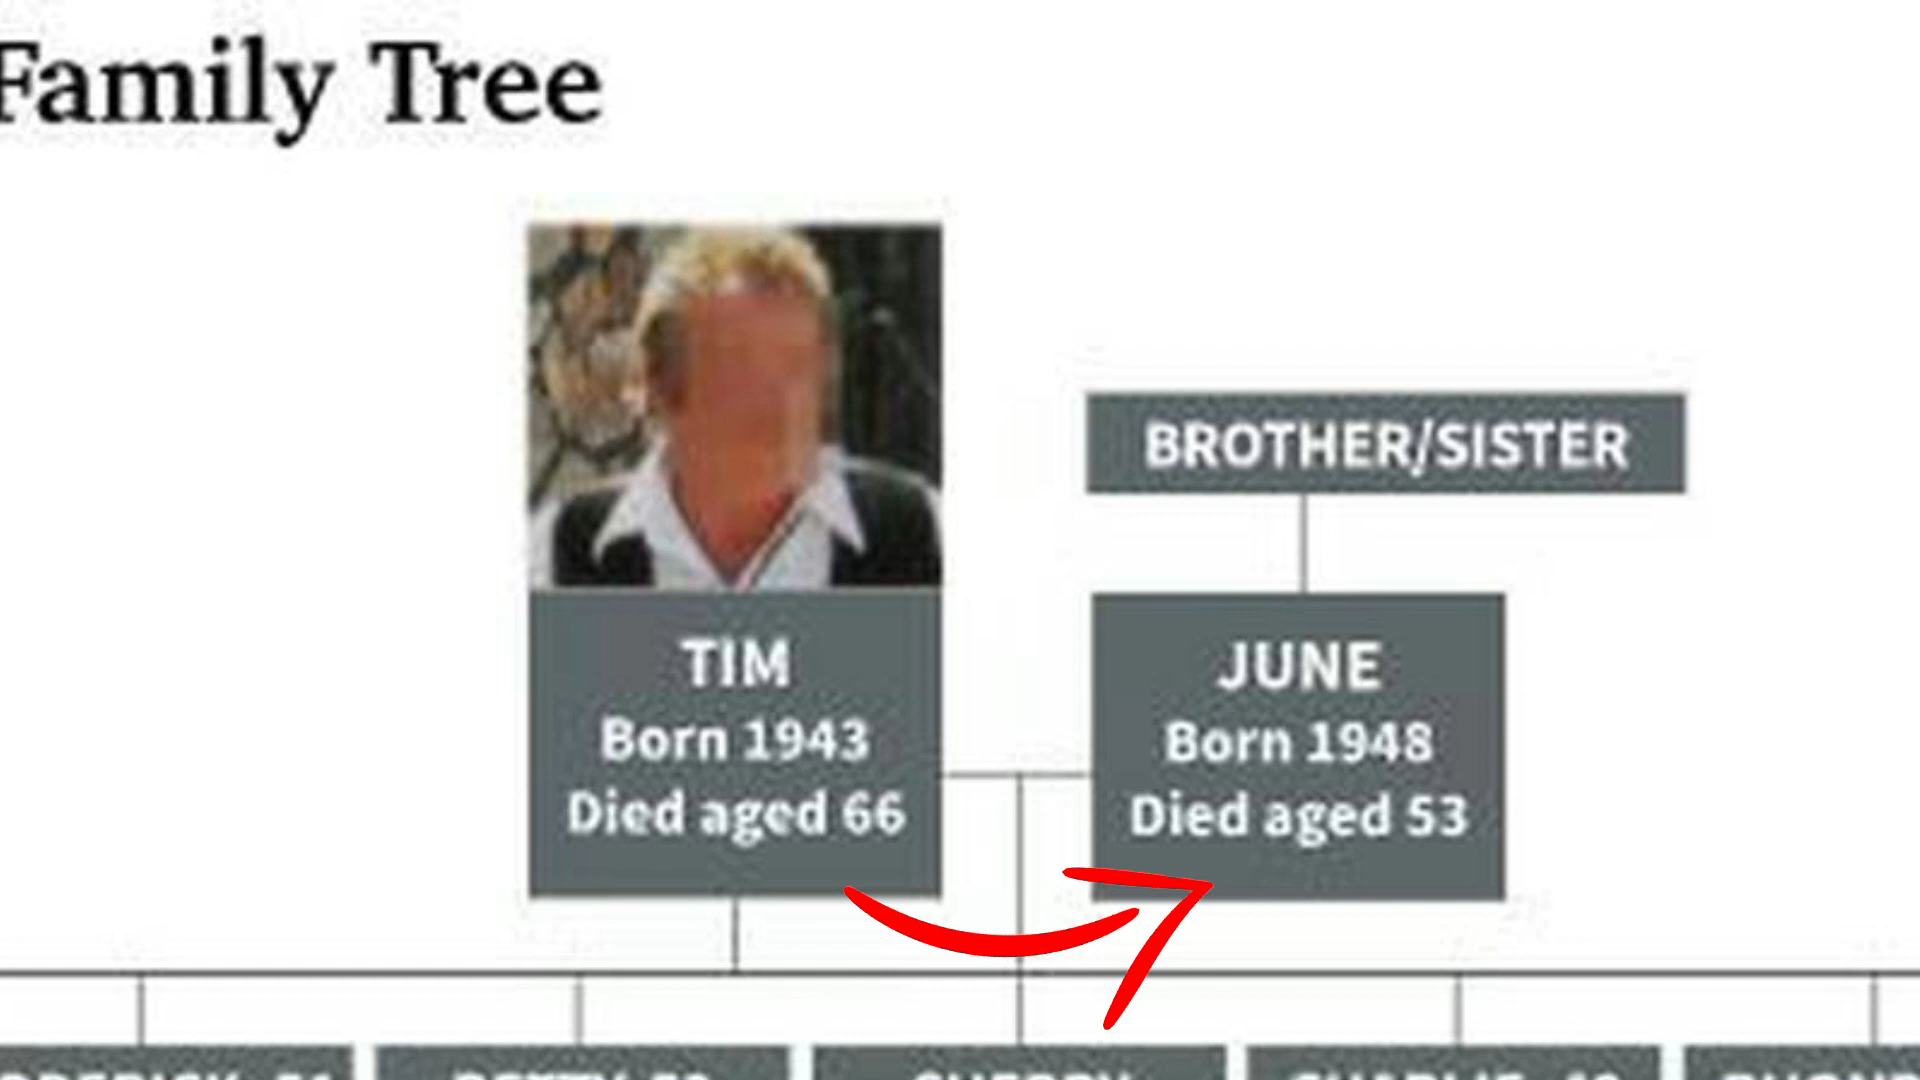 Family Tree
BROTHER/SISTER
TIM
Born 1943
Died aged 66
JUNE
Born 1948
Died aged 53